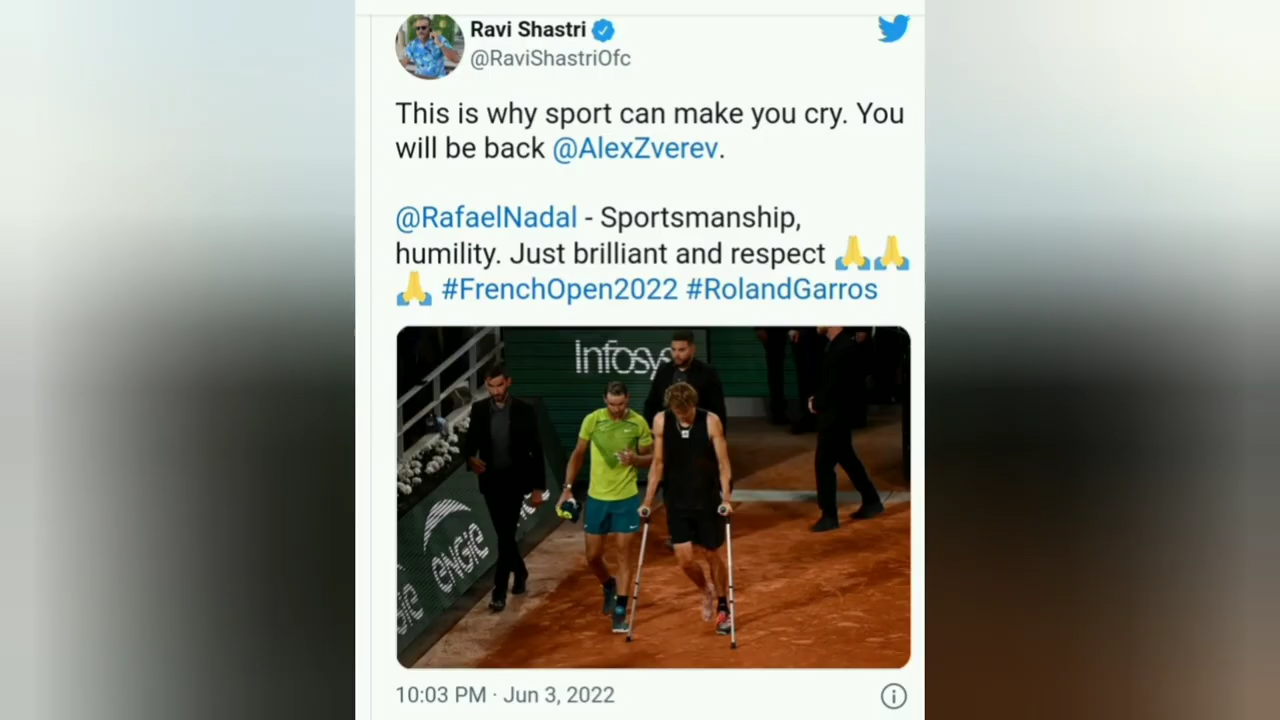 Ravi Shastri
@RaviShastriOfc
This is why sport can make you cry. You
will be back @AlexZverev.
@RafaelNadal - Sportsmanship,
humility. Just brilliant and respect 🙏🙏
🙏 #FrenchOpen2022 #RolandGarros
Infosys
engie
10:03 PM · Jun 3, 2022